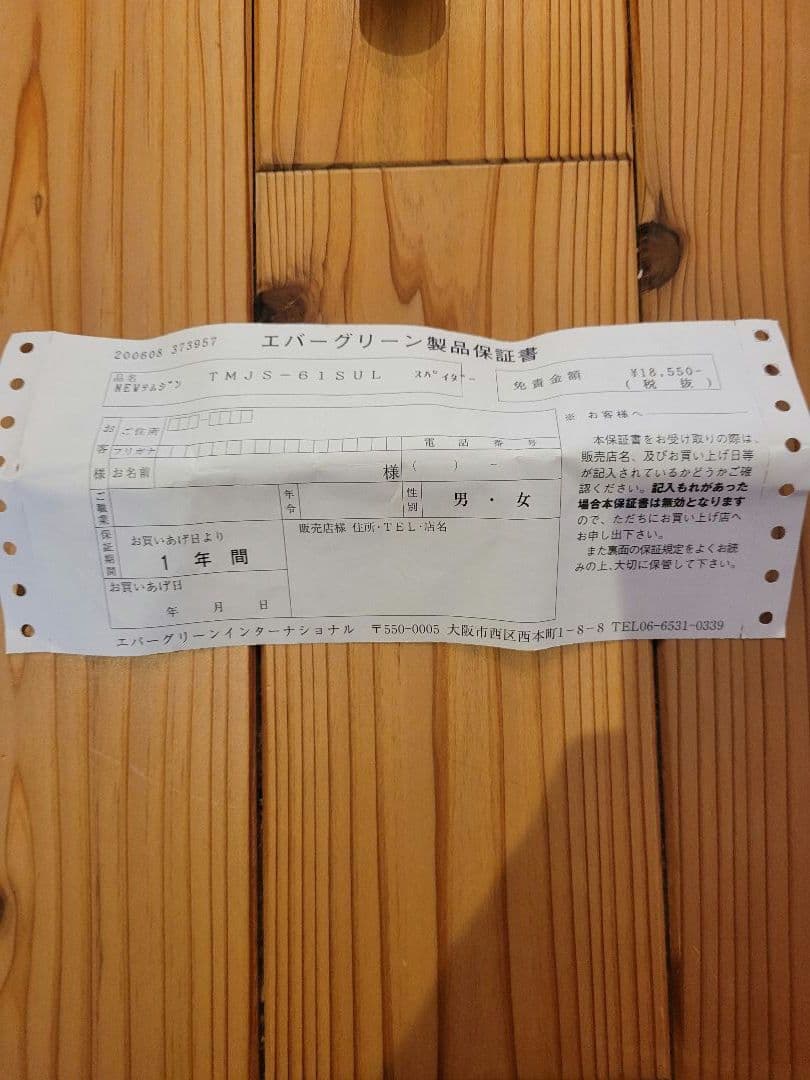 200608 373957
エバーグリーン製品保証書
品名
NEWテムジン TMJS-61SUL スパイダー
免責金額 ¥18,550-
(税 抜)
お客様
ご住所
フリガナ
お名前 様
電話番号
( ) -
ご職業
年令
性別 男・女
保証期間
お買いあげ日より
1年間
お買いあげ日
年 月 日
販売店様 住所・TEL・店名
※ お客様へ
本保証書をお受け取りの際は、
販売店名、及びお買い上げ日等
が記入されているかどうかご確
認ください。記入もれがあった
場合本保証書は無効となります
ので、ただちにお買い上げ店へ
お申し出下さい。
また裏面の保証規定をよくお読
みの上、大切に保管して下さい。
エバーグリーンインターナショナル 〒550-0005 大阪市西区西本町1-8-8 TEL06-6531-0339